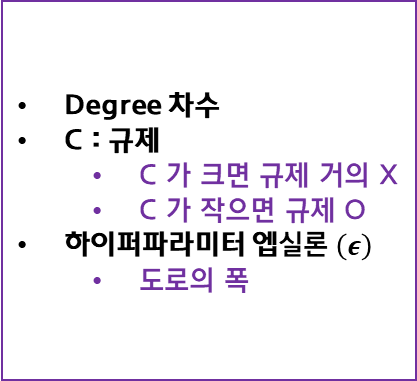 • Degree 차수
• C : 규제
• C 가 크면 규제 거의 X
• C 가 작으면 규제 O
• 하이퍼파라미터 엡실론 (𝝐)
• 도로의 폭